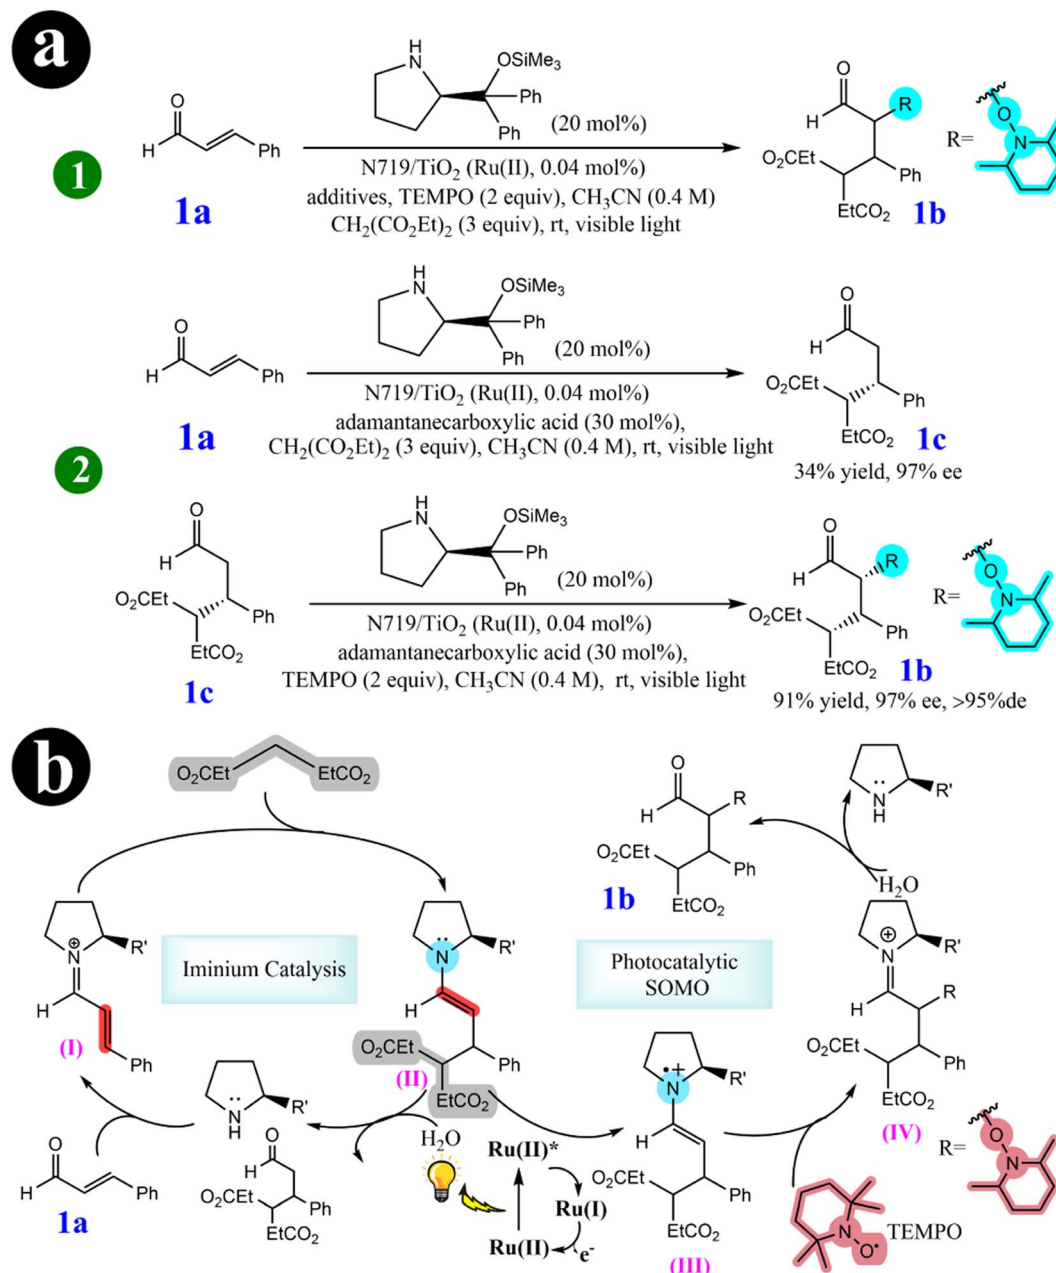 a
1
O
H
Ph
1a
H
N
OSiMe3
Ph
Ph
(20 mol%)
N719/TiO2 (Ru(II), 0.04 mol%)
additives, TEMPO (2 equiv), CH3CN (0.4 M)
CH2(CO2Et)2 (3 equiv), rt, visible light
O
H
R
O2CEt
Ph
EtCO2
1b
R=
O
N
2
O
H
Ph
1a
H
N
OSiMe3
Ph
Ph
(20 mol%)
N719/TiO2 (Ru(II), 0.04 mol%)
adamantanecarboxylic acid (30 mol%),
CH2(CO2Et)2 (3 equiv), CH3CN (0.4 M), rt, visible light
O
H
O2CEt
Ph
EtCO2
1c
34% yield, 97% ee
O
H
O2CEt
Ph
EtCO2
1c
H
N
OSiMe3
Ph
Ph
(20 mol%)
N719/TiO2 (Ru(II), 0.04 mol%)
adamantanecarboxylic acid (30 mol%),
TEMPO (2 equiv), CH3CN (0.4 M), rt, visible light
O
H
R
O2CEt
Ph
EtCO2
1b
R=
O
N
91% yield, 97% ee, >95%de
b
O2CEt
EtCO2
N
R'
H
Ph
(I)
Iminium Catalysis
N
R'
H
O2CEt
Ph
EtCO2
(II)
H2O
N
H
R'
O
H
O2CEt
Ph
EtCO2
O
H
Ph
1a
Ru(II)*
Ru(I)
Ru(II)
e-
Photocatalytic
SOMO
N
R'
H
O2CEt
Ph
EtCO2
(III)
O
H
R
O2CEt
Ph
EtCO2
1b
N
H
R'
H2O
N
R'
H
R
O2CEt
Ph
EtCO2
(IV)
R=
O
N
N
O
TEMPO